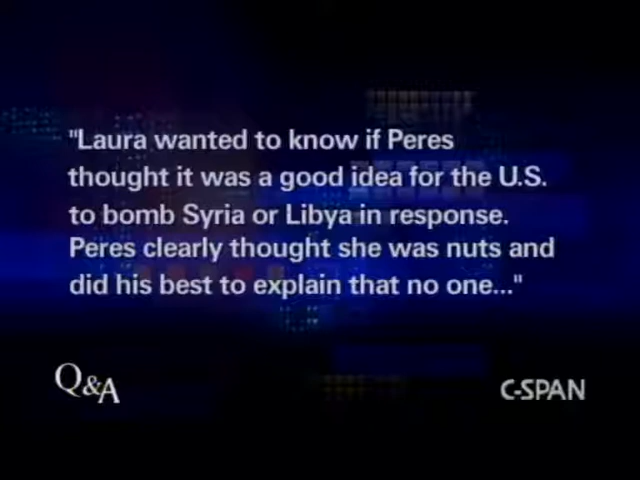 "Laura wanted to know if Peres
thought it was a good idea for the U.S.
to bomb Syria or Libya in response.
Peres clearly thought she was nuts and
did his best to explain that no one..."
Q&A
C-SPAN